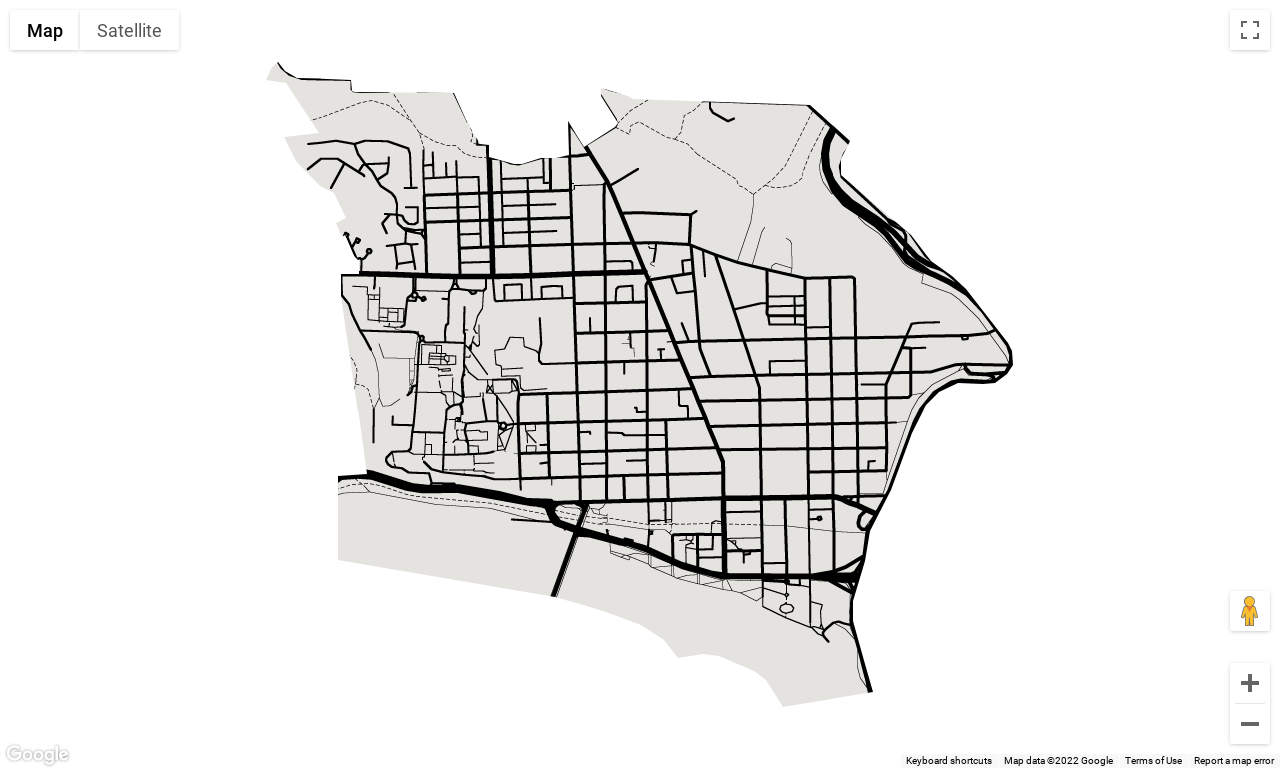 Map Satellite
Google
Keyboard shortcuts Map data ©2022 Google Terms of Use Report a map error